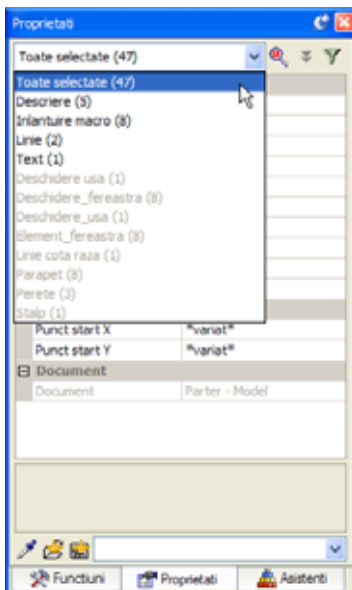 Proprietati
Toate selectate (47)
Toate selectate (47)
Descriere (5)
Inlantuire macro (8)
Linie (2)
Text (1)
Deschidere usa (1)
Deschidere_fereastra (8)
Deschidere_usa (1)
Element_fereastra (8)
Linie cota raza (1)
Parapet (8)
Perete (3)
Stalp (1)
Punct start X *variat*
Punct start Y *variat*
Document
Document Parter - Model
Functiuni Proprietati Asistenti